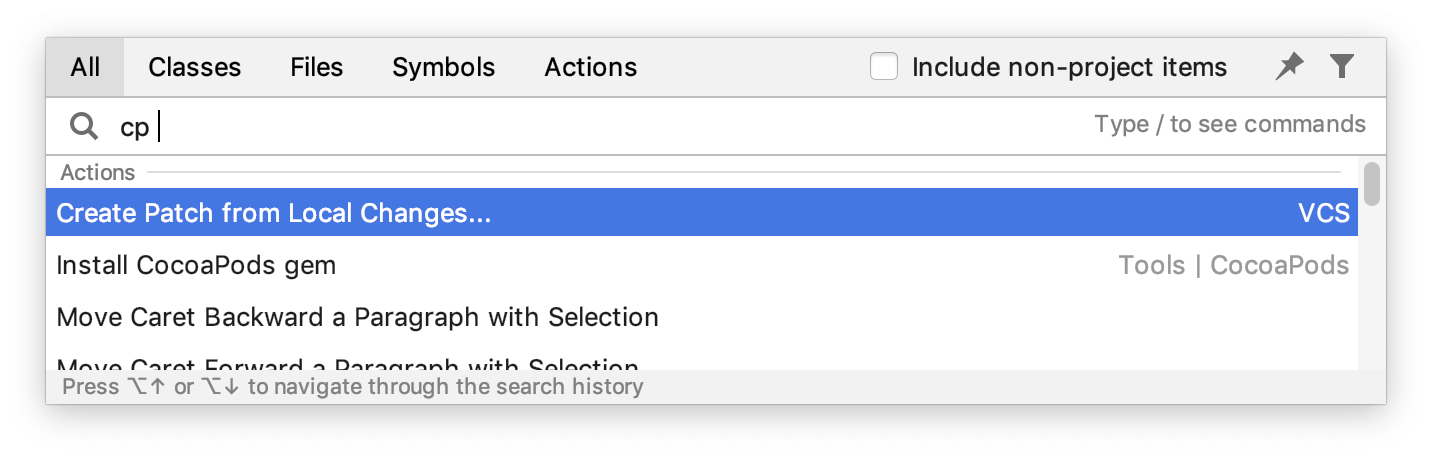 All Classes Files Symbols Actions Include non-project items
cp Type / to see commands
Actions
Create Patch from Local Changes... VCS
Install CocoaPods gem Tools | CocoaPods
Move Caret Backward a Paragraph with Selection
Move Caret Forward a Paragraph with Selection
Press ⌥↑ or ⌥↓ to navigate through the search history